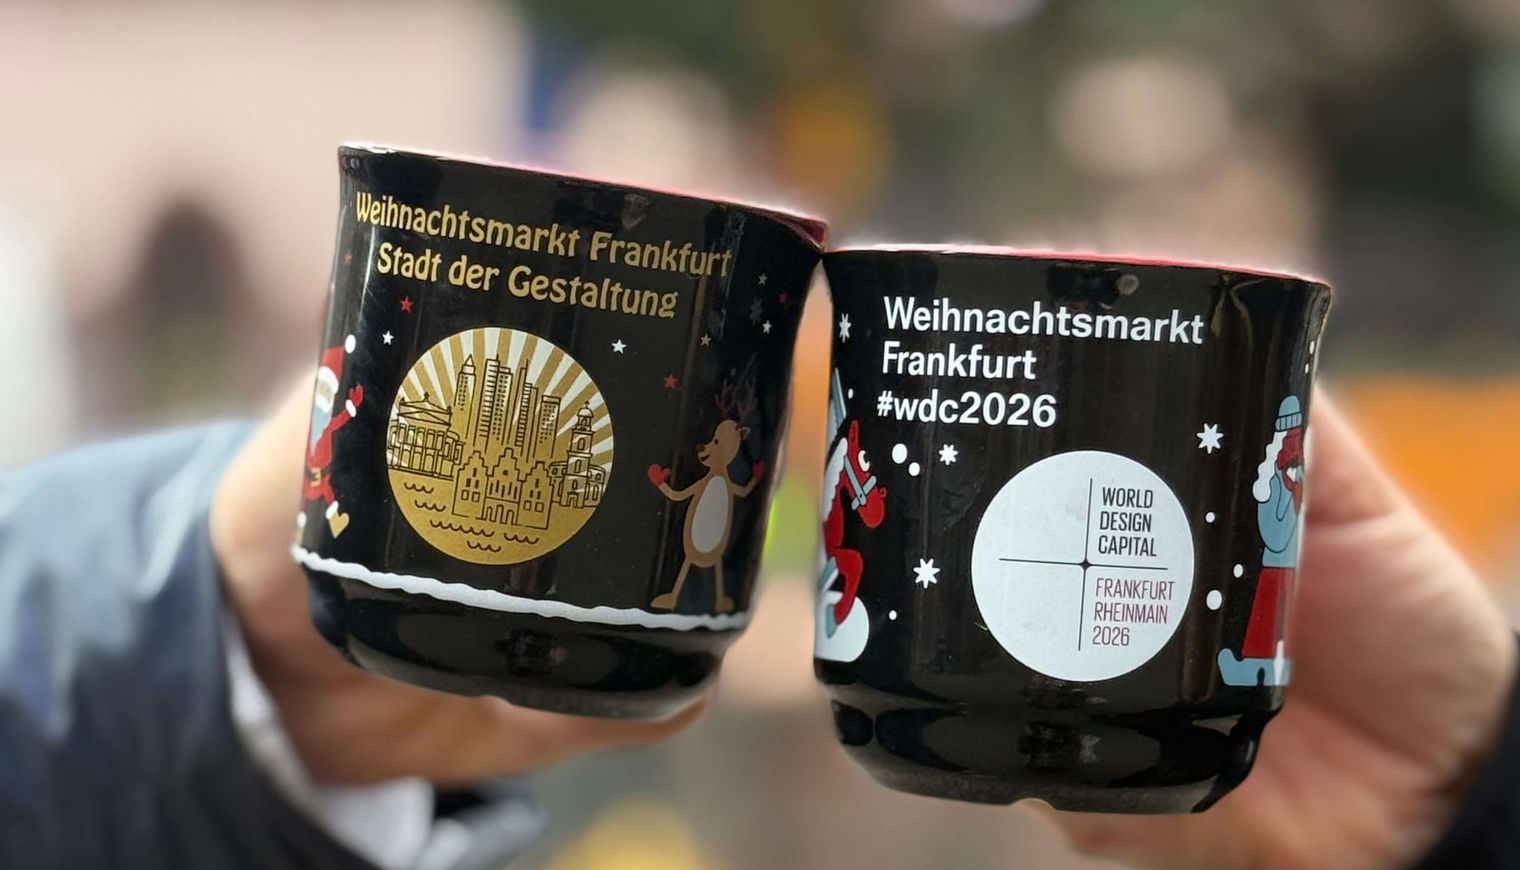 Weihnachtsmarkt Frankfurt
Stadt der Gestaltung
Weihnachtsmarkt
Frankfurt
#wdc2026
WORLD
DESIGN
CAPITAL
FRANKFURT
RHEINMAIN
2026